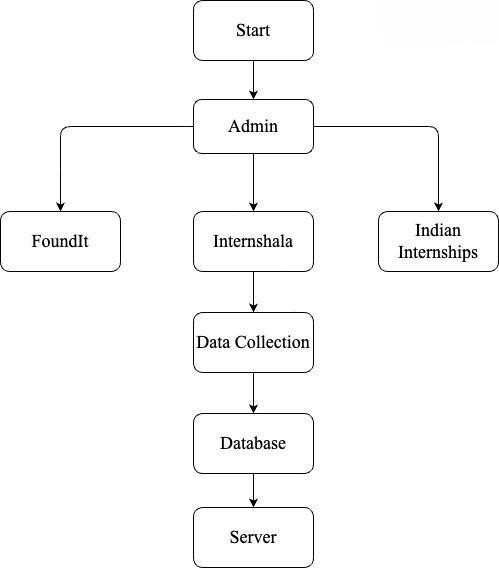 Start
Admin
FoundIt
Internshala
Indian
Internships
Data Collection
Database
Server